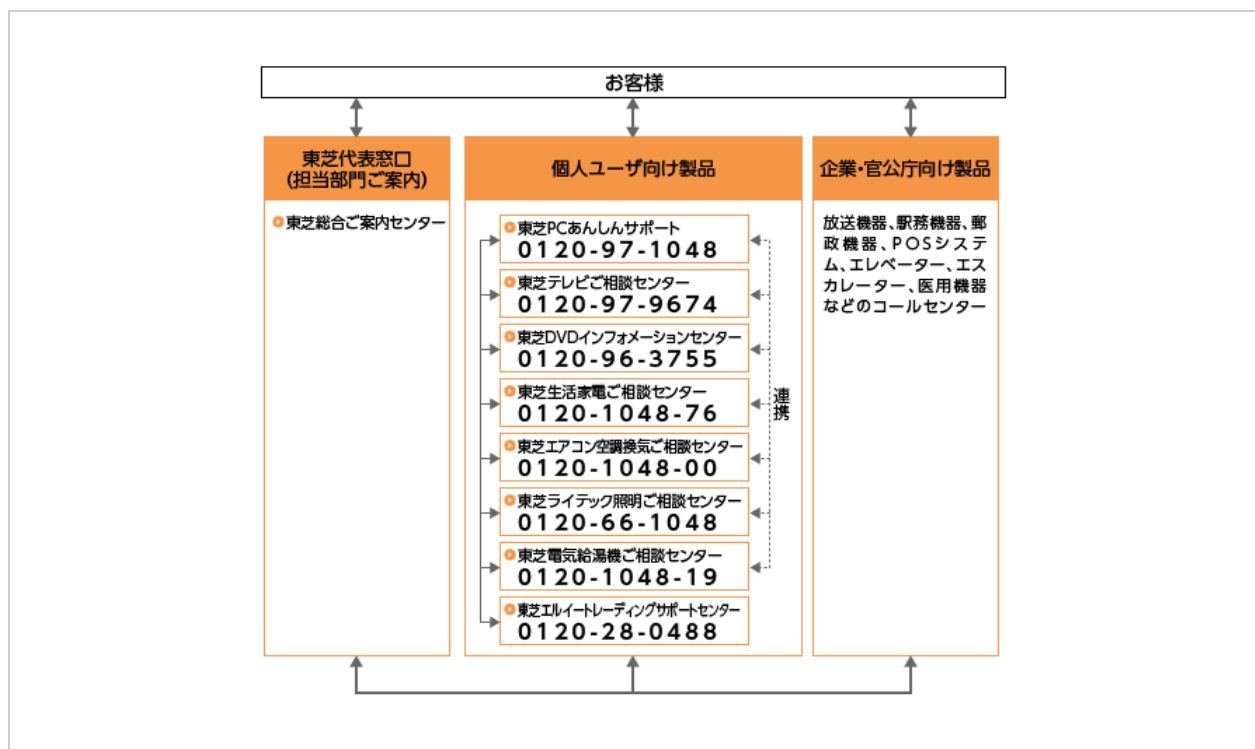 お客様
東芝代表窓口
(担当部門ご案内)
東芝総合ご案内センター
個人ユーザ向け製品
東芝PCあんしんサポート
0120-97-1048
東芝テレビご相談センター
0120-97-9674
東芝DVDインフォメーションセンター
0120-96-3755
東芝生活家電ご相談センター
0120-1048-76
東芝エアコン空調換気ご相談センター
0120-1048-00
東芝ライテック照明ご相談センター
0120-66-1048
東芝電気給湯機ご相談センター
0120-1048-19
東芝エルイートレーディングサポートセンター
0120-28-0488
連携
企業・官公庁向け製品
放送機器、駅務機器、郵
政機器、POSシステ
ム、エレベーター、エス
カレーター、医用機器
などのコールセンター